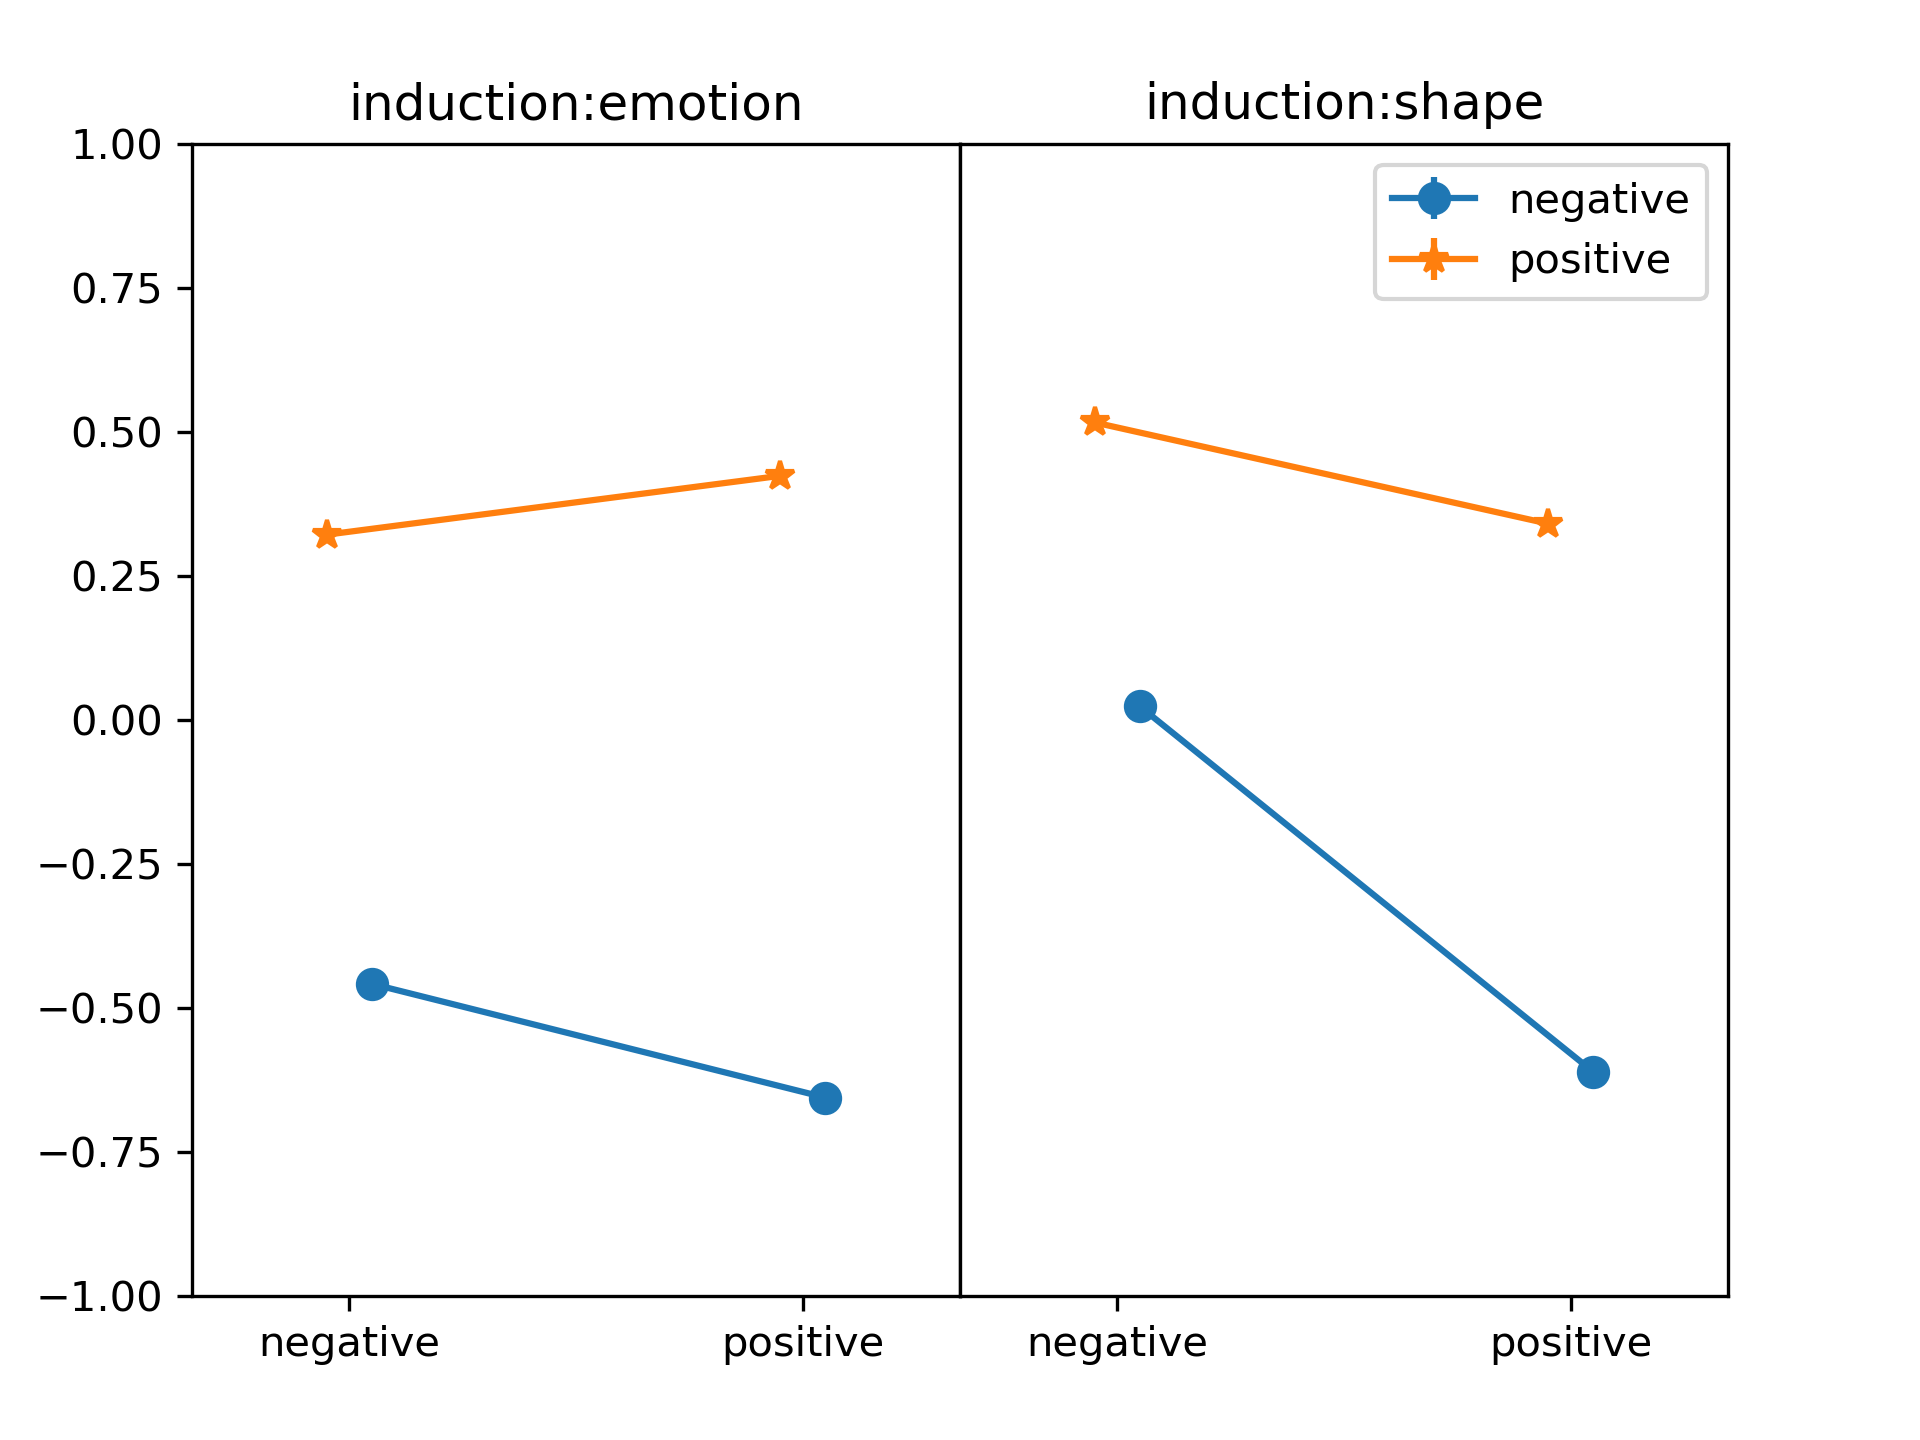 induction:emotion
induction:shape
1.00
0.75
0.50
0.25
0.00
−0.25
−0.50
−0.75
−1.00
negative
positive
negative
positive
negative
positive